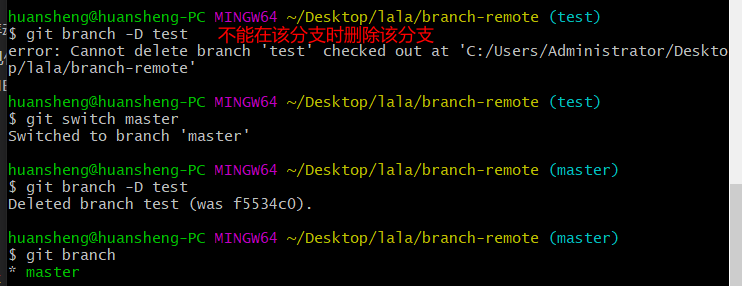 huansheng@huansheng-PC MINGW64 ~/Desktop/lala/branch-remote (test)
$ git branch -D test 不能在该分支时删除该分支
error: Cannot delete branch 'test' checked out at 'C:/Users/Administrator/Deskto
p/lala/branch-remote'
huansheng@huansheng-PC MINGW64 ~/Desktop/lala/branch-remote (test)
$ git switch master
Switched to branch 'master'
huansheng@huansheng-PC MINGW64 ~/Desktop/lala/branch-remote (master)
$ git branch -D test
Deleted branch test (was f5534c0).
huansheng@huansheng-PC MINGW64 ~/Desktop/lala/branch-remote (master)
$ git branch
* master